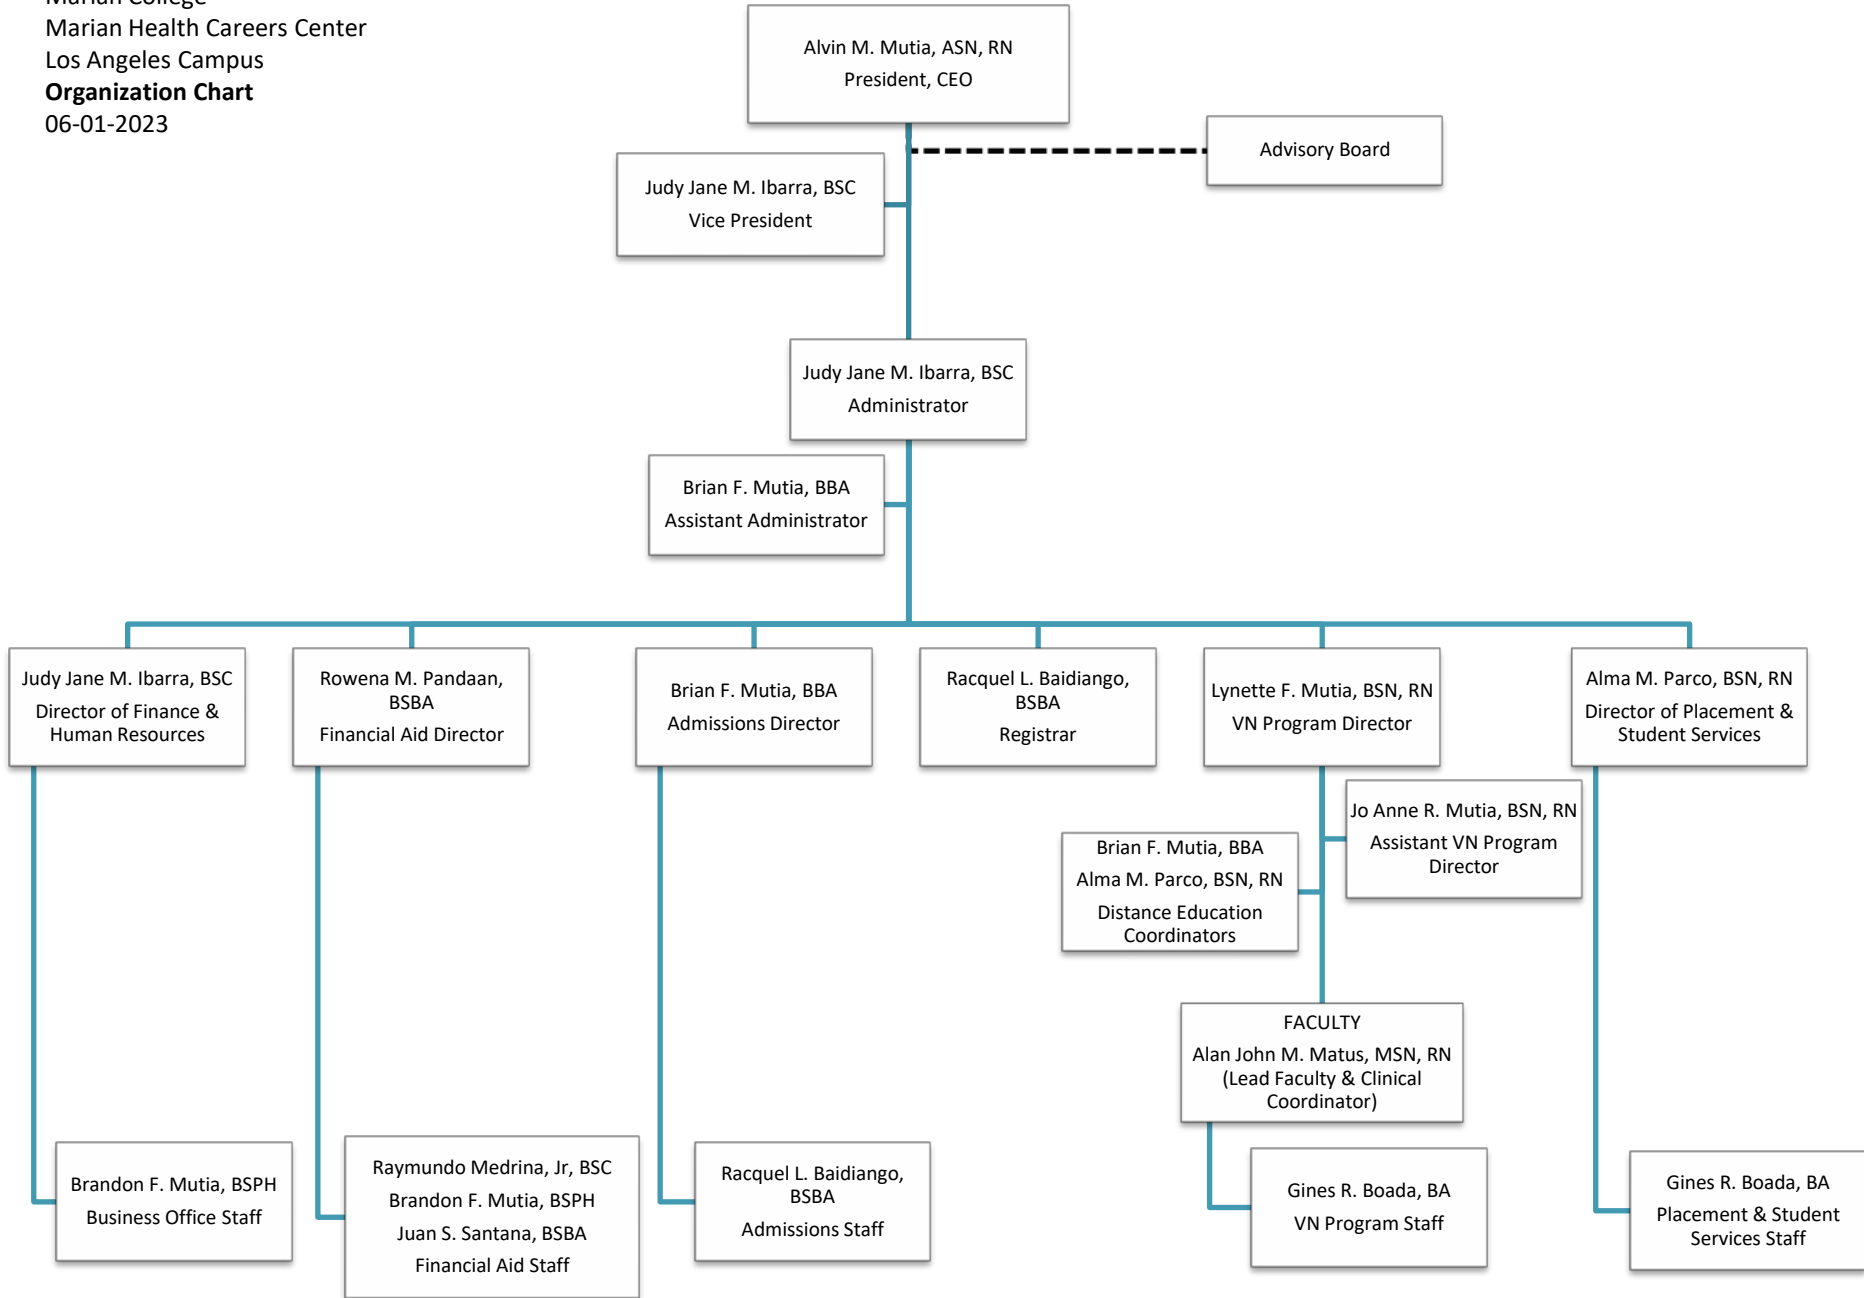 Marian College
Marian Health Careers Center
Los Angeles Campus
Organization Chart
06-01-2023
Alvin M. Mutia, ASN, RN
President, CEO
Advisory Board
Judy Jane M. Ibarra, BSC
Vice President
Judy Jane M. Ibarra, BSC
Administrator
Brian F. Mutia, BBA
Assistant Administrator
Judy Jane M. Ibarra, BSC
Director of Finance &
Human Resources
Rowena M. Pandaan,
BSBA
Financial Aid Director
Brian F. Mutia, BBA
Admissions Director
Racquel L. Baidiango,
BSBA
Registrar
Lynette F. Mutia, BSN, RN
VN Program Director
Alma M. Parco, BSN, RN
Director of Placement &
Student Services
Jo Anne R. Mutia, BSN, RN
Assistant VN Program
Director
Brian F. Mutia, BBA
Alma M. Parco, BSN, RN
Distance Education
Coordinators
FACULTY
Alan John M. Matus, MSN, RN
(Lead Faculty & Clinical
Coordinator)
Brandon F. Mutia, BSPH
Business Office Staff
Raymundo Medrina, Jr, BSC
Brandon F. Mutia, BSPH
Juan S. Santana, BSBA
Financial Aid Staff
Racquel L. Baidiango,
BSBA
Admissions Staff
Gines R. Boada, BA
VN Program Staff
Gines R. Boada, BA
Placement & Student
Services Staff